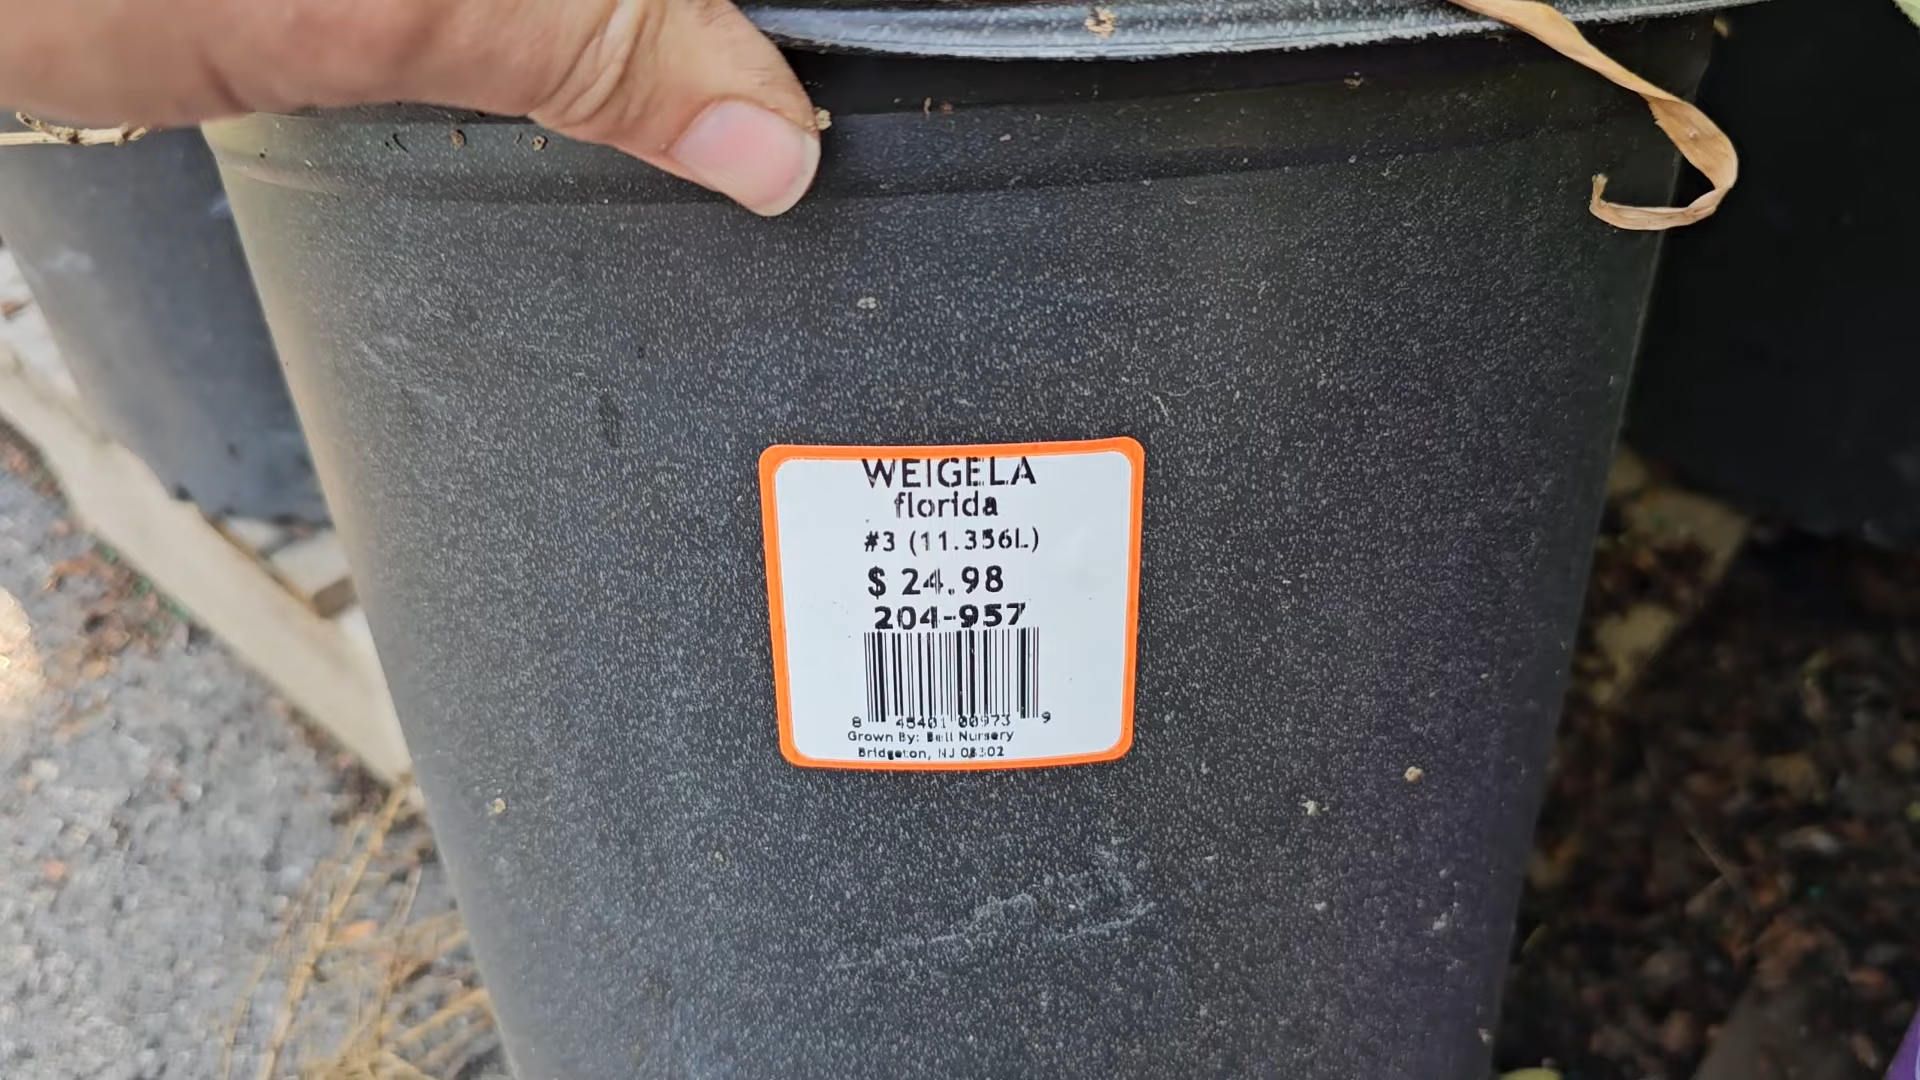 WEIGELA
florida
#3 (11.356L)
$ 24.98
204-957
8 45401 00973 9
Grown By: Bell Nursery
Bridgeton, NJ 08302